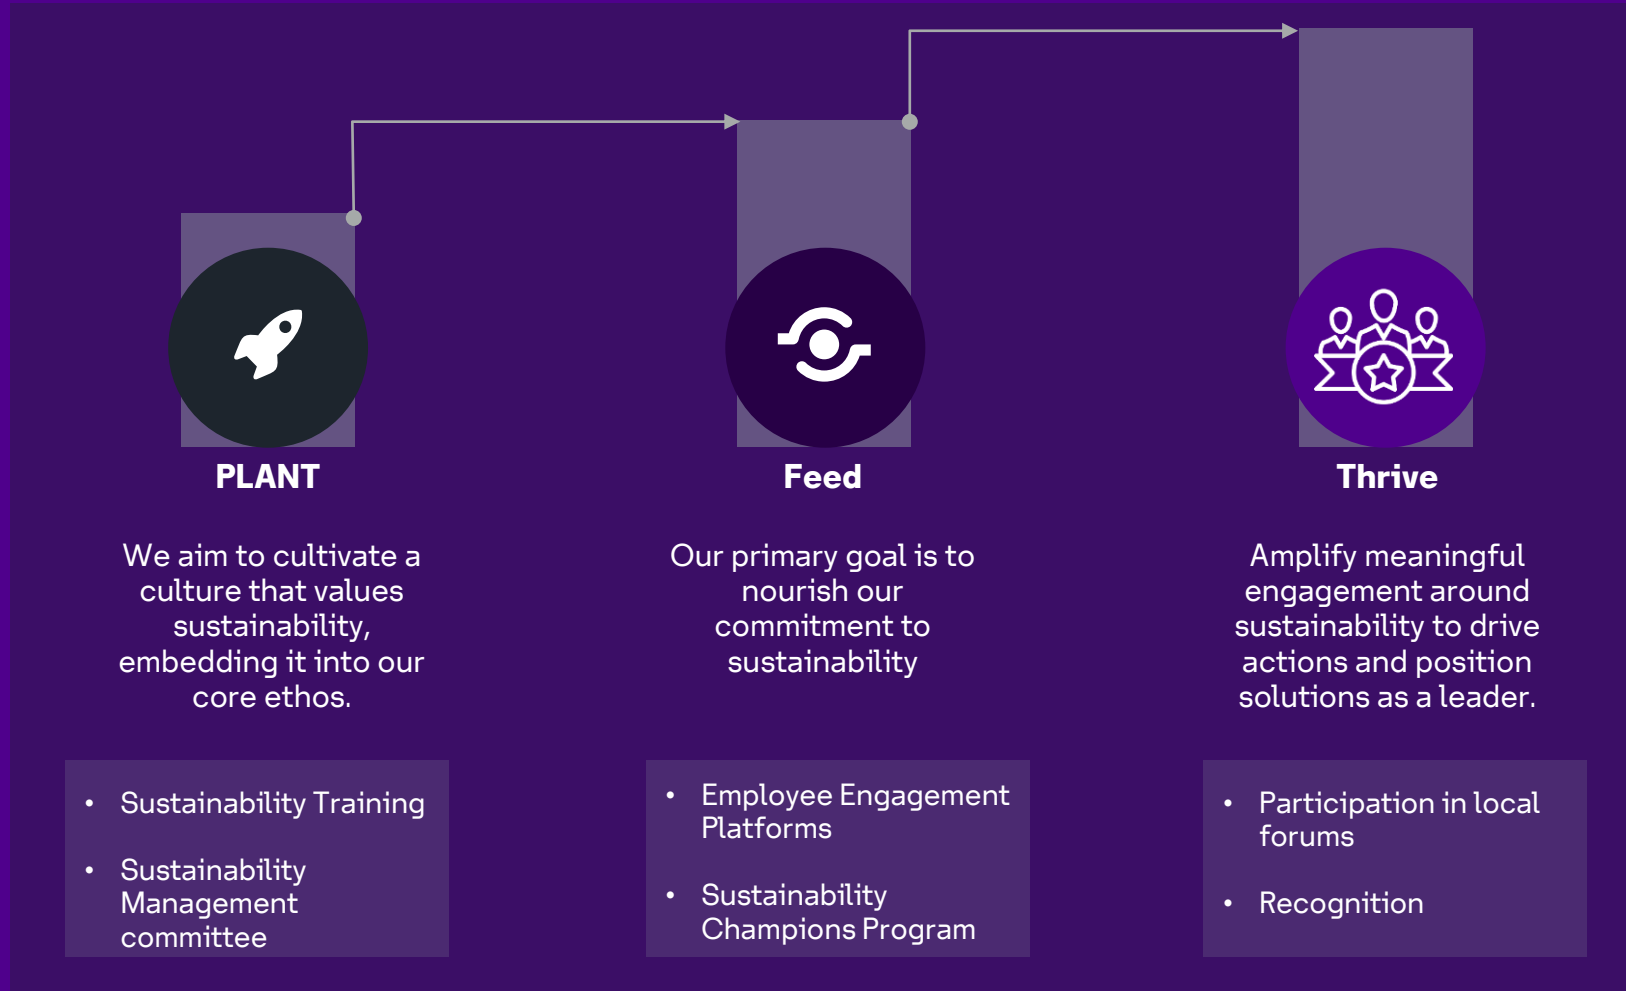 PLANT
We aim to cultivate a
culture that values
sustainability,
embedding it into our
core ethos.
• Sustainability Training
• Sustainability
Management
committee
Feed
Our primary goal is to
nourish our
commitment to
sustainability
• Employee Engagement
Platforms
• Sustainability
Champions Program
Thrive
Amplify meaningful
engagement around
sustainability to drive
actions and position
solutions as a leader.
• Participation in local
forums
• Recognition